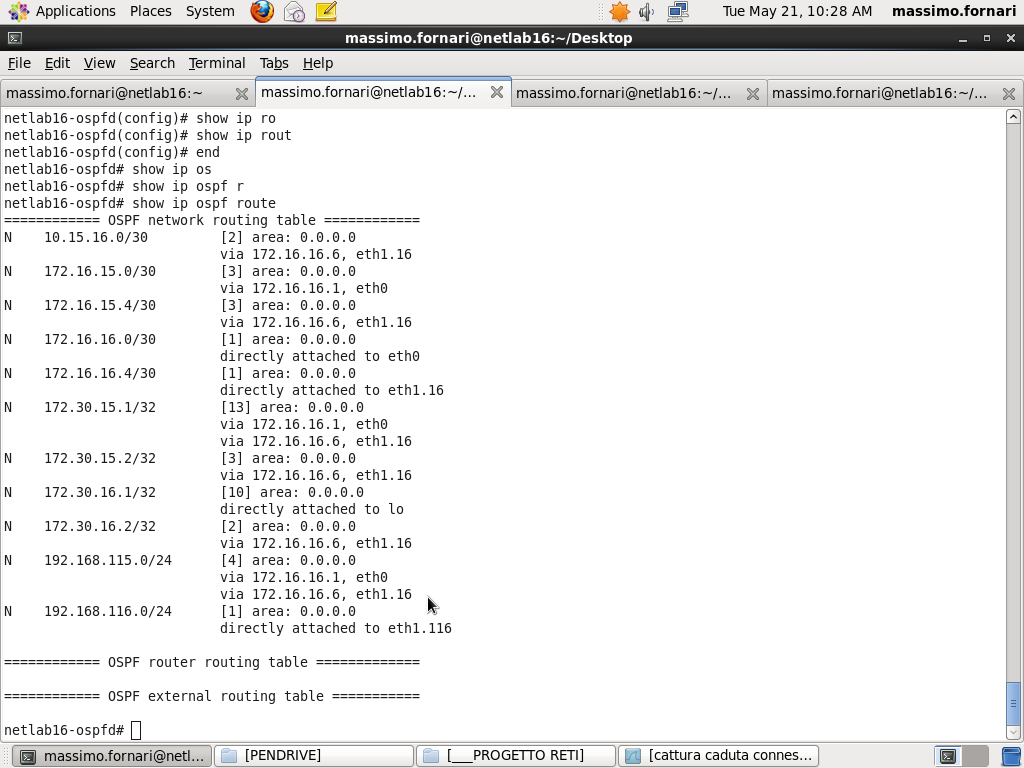 Applications Places System Tue May 21, 10:28 AM massimo.fornari
massimo.fornari@netlab16:~/Desktop
File Edit View Search Terminal Tabs Help
massimo.fornari@netlab16:~ massimo.fornari@netlab16:~/... massimo.fornari@netlab16:~/... massimo.fornari@netlab16:~/...
netlab16-ospfd(config)# show ip ro
netlab16-ospfd(config)# show ip rout
netlab16-ospfd(config)# end
netlab16-ospfd# show ip os
netlab16-ospfd# show ip ospf r
netlab16-ospfd# show ip ospf route
============ OSPF network routing table ============
N    10.15.16.0/30         [2] area: 0.0.0.0
                           via 172.16.16.6, eth1.16
N    172.16.15.0/30        [3] area: 0.0.0.0
                           via 172.16.16.1, eth0
N    172.16.15.4/30        [3] area: 0.0.0.0
                           via 172.16.16.6, eth1.16
N    172.16.16.0/30        [1] area: 0.0.0.0
                           directly attached to eth0
N    172.16.16.4/30        [1] area: 0.0.0.0
                           directly attached to eth1.16
N    172.30.15.1/32        [13] area: 0.0.0.0
                           via 172.16.16.1, eth0
                           via 172.16.16.6, eth1.16
N    172.30.15.2/32        [3] area: 0.0.0.0
                           via 172.16.16.6, eth1.16
N    172.30.16.1/32        [10] area: 0.0.0.0
                           directly attached to lo
N    172.30.16.2/32        [2] area: 0.0.0.0
                           via 172.16.16.6, eth1.16
N    192.168.115.0/24      [4] area: 0.0.0.0
                           via 172.16.16.1, eth0
                           via 172.16.16.6, eth1.16
N    192.168.116.0/24      [1] area: 0.0.0.0
                           directly attached to eth1.116
============ OSPF router routing table =============
============ OSPF external routing table ===========
netlab16-ospfd#
massimo.fornari@netl... [PENDRIVE] [___PROGETTO RETI] [cattura caduta connes...